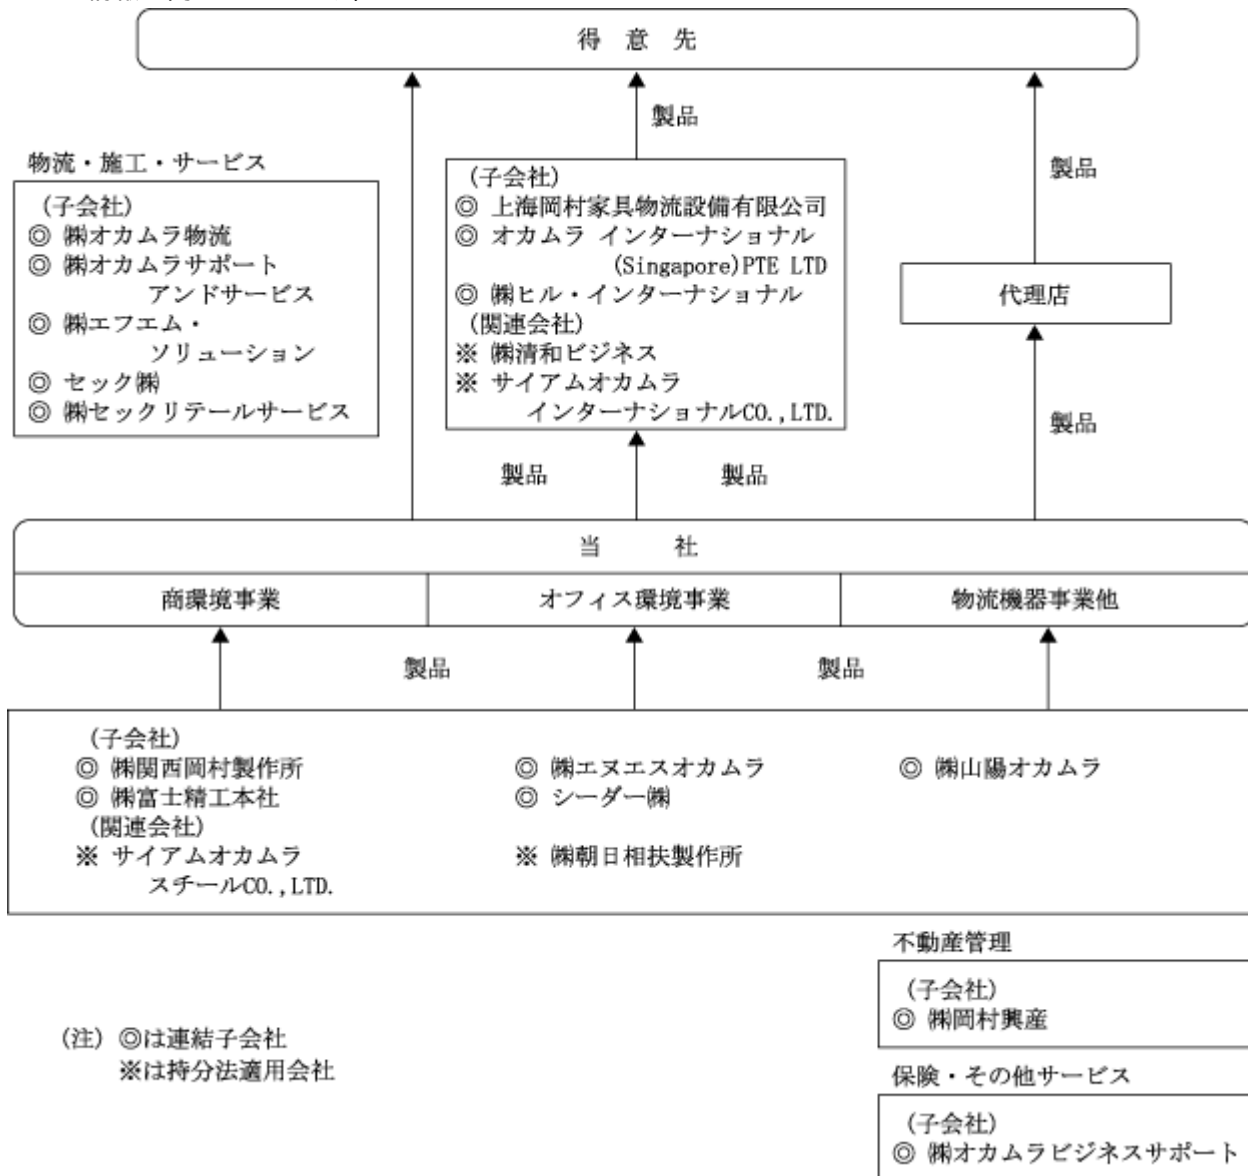 得 意 先
製品
物流・施工・サービス
(子会社)
◎ ㈱オカムラ物流
◎ ㈱オカムラサポート
アンドサービス
◎ ㈱エフエム・
ソリューション
◎ セック㈱
◎ ㈱セックリテールサービス
(子会社)
◎ 上海岡村家具物流設備有限公司
◎ オカムラ インターナショナル
(Singapore)PTE LTD
◎ ㈱ヒル・インターナショナル
(関連会社)
※ ㈱清和ビジネス
※ サイアムオカムラ
インターナショナルCO.,LTD.
製品
代理店
製品
製品 製品
当 社
商環境事業 オフィス環境事業 物流機器事業他
製品 製品
(子会社)
◎ ㈱関西岡村製作所 ◎ ㈱エヌエスオカムラ ◎ ㈱山陽オカムラ
◎ ㈱富士精工本社 ◎ シーダー㈱
(関連会社)
※ サイアムオカムラ ※ ㈱朝日相扶製作所
スチールCO.,LTD.
不動産管理
(子会社)
◎ ㈱岡村興産
(注) ◎は連結子会社
※は持分法適用会社
保険・その他サービス
(子会社)
◎ ㈱オカムラビジネスサポート